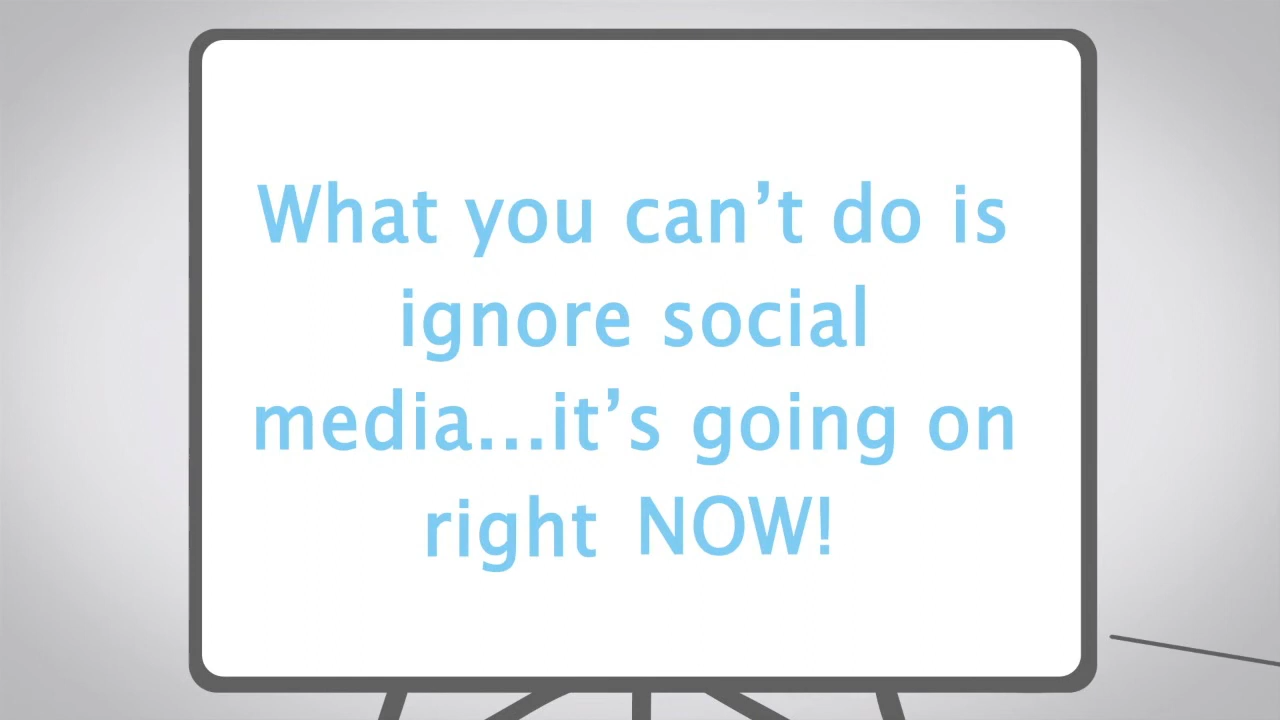 What you can’t do is
ignore social
media...it’s going on
right NOW!